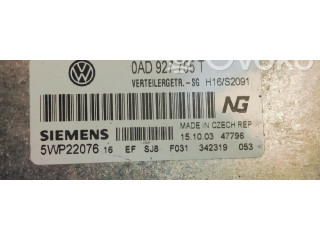 0AD 927 755 T
VERTEILERGETR.-SG H16/S2091
NG
SIEMENS
MADE IN CZECH REP
15.10.03 47796
5WP22076 16 EF SJ8 F031 342319 053